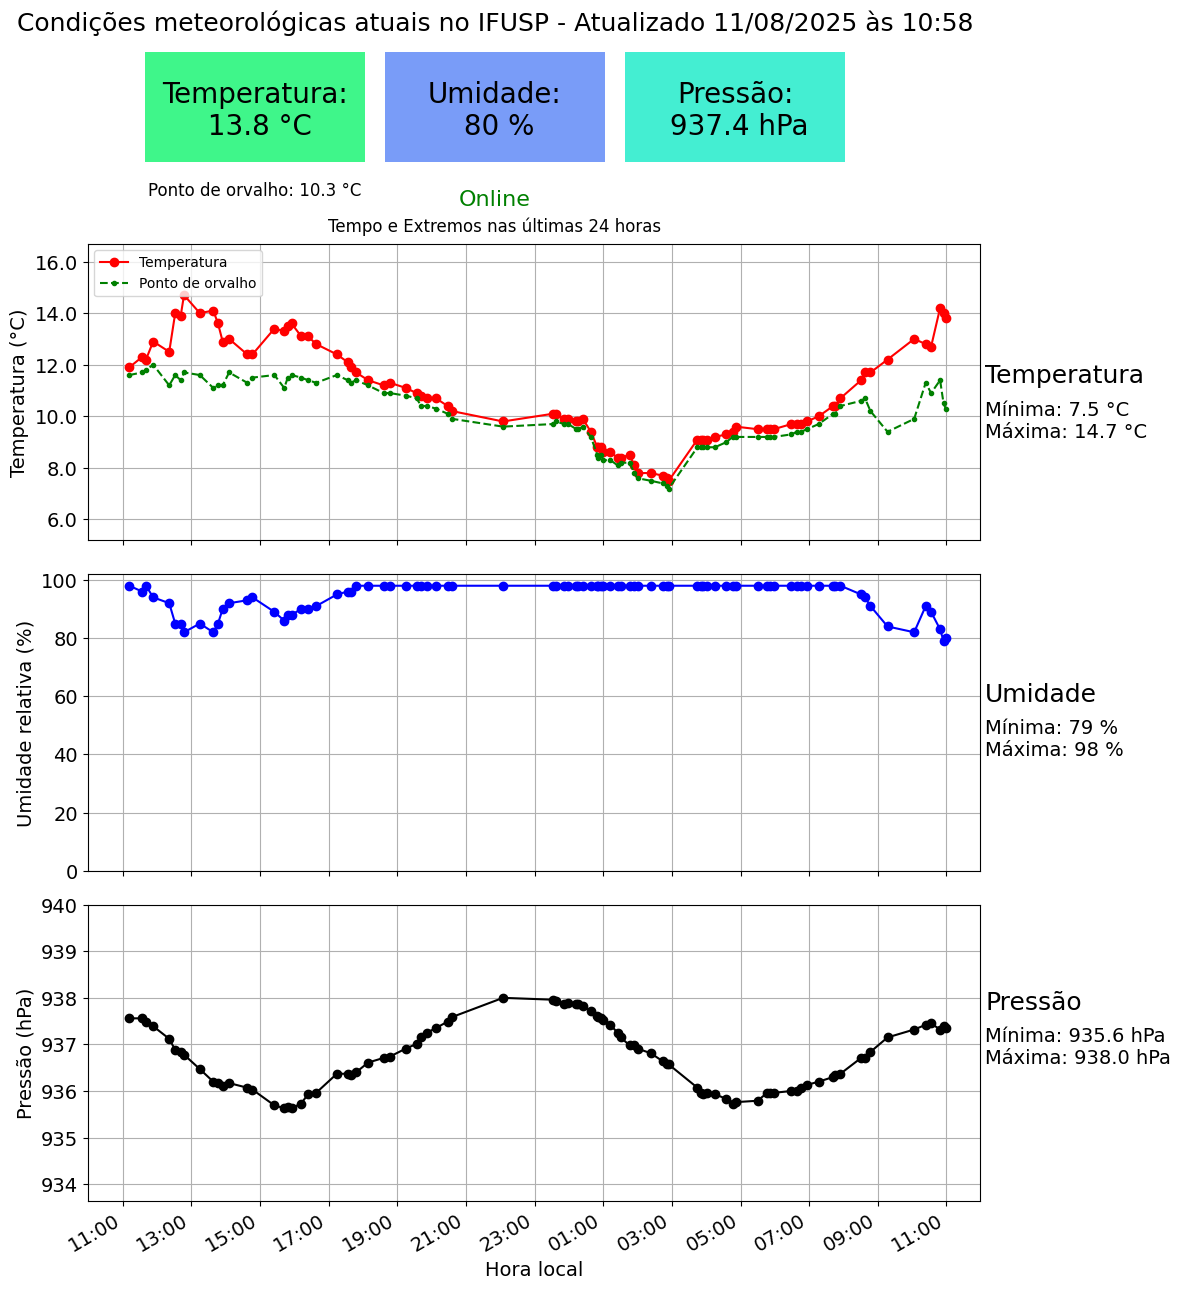 Condições meteorológicas atuais no IFUSP - Atualizado 11/08/2025 às 10:58
Temperatura:
13.8 °C
Umidade:
80 %
Pressão:
937.4 hPa
Ponto de orvalho: 10.3 °C
Online
Tempo e Extremos nas últimas 24 horas
Temperatura
Ponto de orvalho
Temperatura (°C)
16.0
14.0
12.0
10.0
8.0
6.0
Temperatura
Mínima: 7.5 °C
Máxima: 14.7 °C
Umidade relativa (%)
100
80
60
40
20
0
Umidade
Mínima: 79 %
Máxima: 98 %
Pressão (hPa)
940
939
938
937
936
935
934
Pressão
Mínima: 935.6 hPa
Máxima: 938.0 hPa
11:00 13:00 15:00 17:00 19:00 21:00 23:00 01:00 03:00 05:00 07:00 09:00 11:00
Hora local